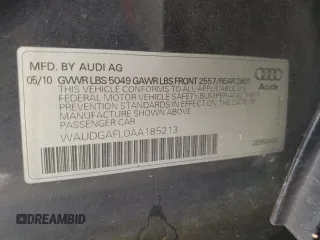 MFD. BY AUDI AG
05/10 GVWR LBS 5049 GAWR LBS FRONT 2557/REAR 2601
THIS VEHICLE CONFORMS TO ALL APPLICABLE U.S.
FEDERAL MOTOR VEHICLE SAFETY, BUMPER AND THEFT
PREVENTION STANDARDS IN EFFECT ON THE DATE OF
MANUFACTURE SHOWN ABOVE.
PASSENGER CAR
WAUDGAFL0AA185213
Audi
DREAMBID